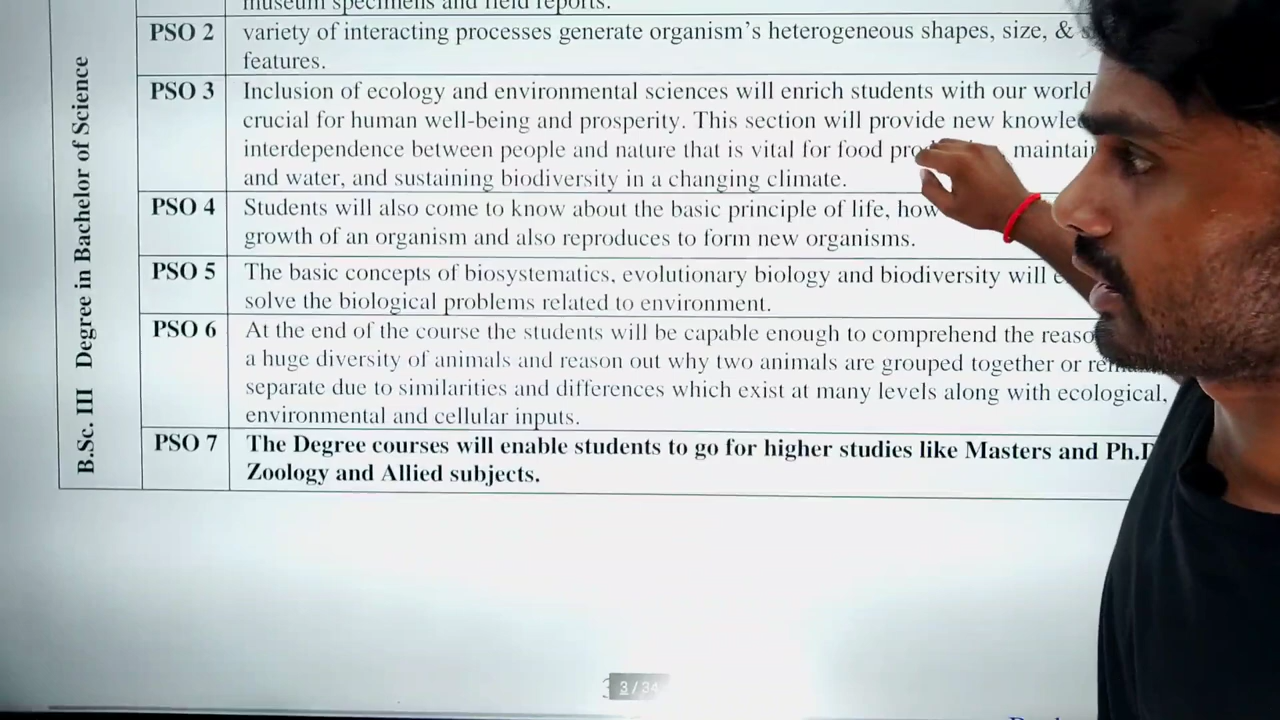 museum specimens and field reports.
PSO 2
variety of interacting processes generate organism's heterogeneous shapes, size, &
features.
PSO 3
Inclusion of ecology and environmental sciences will enrich students with our world
crucial for human well-being and prosperity. This section will provide new
interdependence between people and nature that is vital for food maintain
and water, and sustaining biodiversity in a changing climate.
PSO 4
Students will also come to know about the basic principle of life, how
growth of an organism and also reproduces to form new organisms.
PSO 5
The basic concepts of biosystematics, evolutionary biology and biodiversity will
solve the biological problems related to environment.
PSO 6
At the end of the course the students will be capable enough to comprehend the
a huge diversity of animals and reason out why two animals are grouped together or
separate due to similarities and differences which exist at many levels along with ecological,
environmental and cellular inputs.
PSO 7
The Degree courses will enable students to go for higher studies like Masters and Ph.D
Zoology and Allied subjects.
B.Sc. III Degree in Bachelor of Science
3 / 34